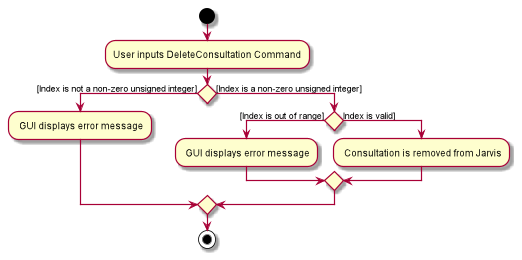 User inputs DeleteConsultation Command
[Index is not a non-zero unsigned integer]
[Index is a non-zero unsigned integer]
[Index is out of range]
[Index is valid]
GUI displays error message
GUI displays error message
Consultation is removed from Jarvis